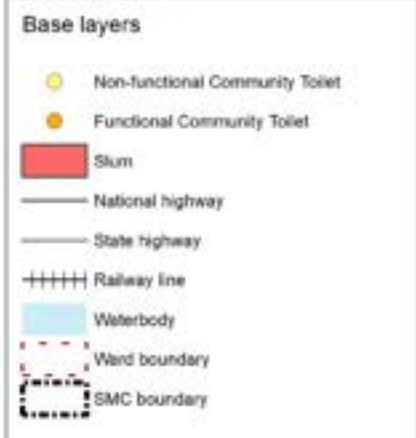 Base layers
Non-functional Community Toilet
Functional Community Toilet
Slum
National highway
State highway
Railway line
Waterbody
Ward boundary
SMC boundary